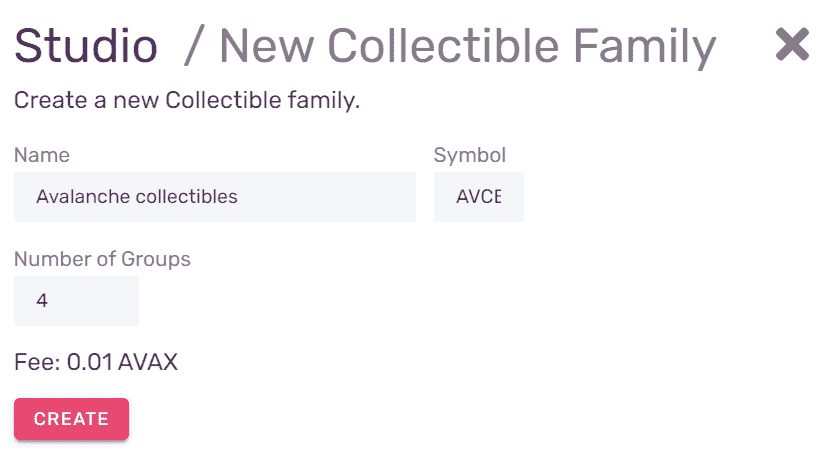 Studio / New Collectible Family
Create a new Collectible family.
Name Symbol
Avalanche collectibles AVCE
Number of Groups
4
Fee: 0.01 AVAX
CREATE